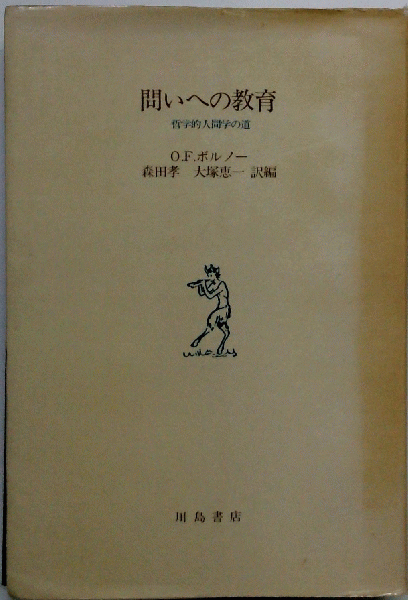 問いへの教育
哲学的人間学の道
O.F.ボルノー
森田孝 大塚恵一 訳編
川島書店